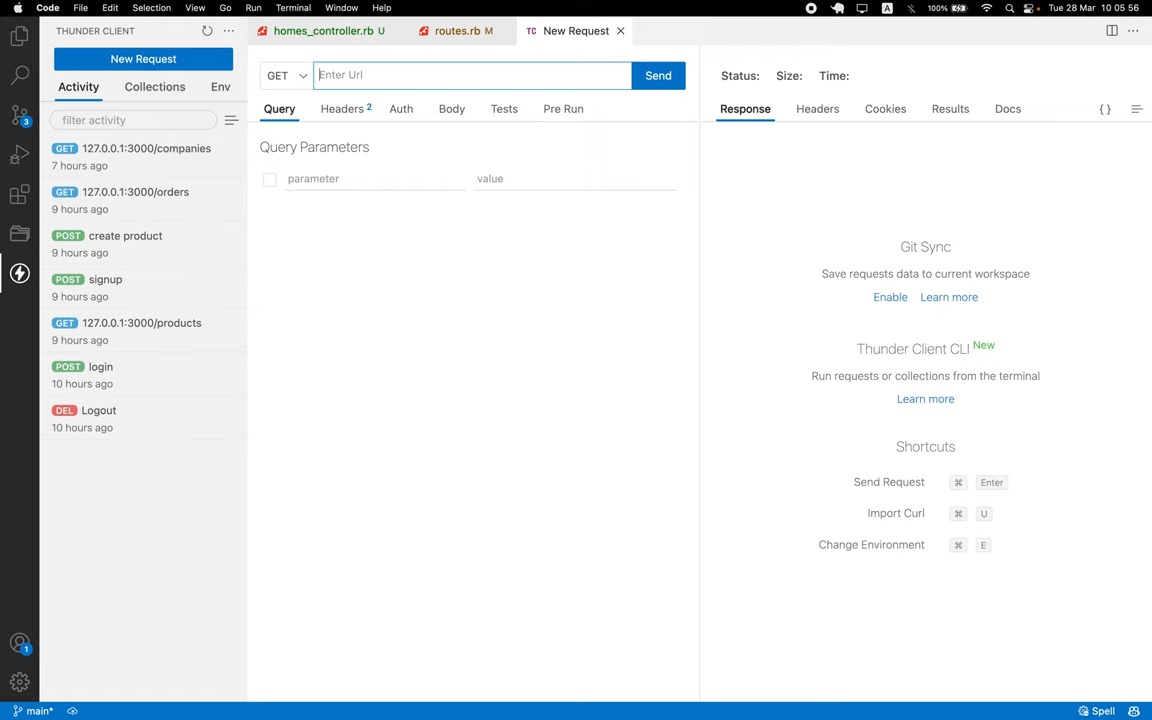 Code File Edit Selection View Go Run Terminal Window Help A 100% Tue 28 Mar 10 05 56
THUNDER CLIENT
homes_controller.rb U
routes.rb M
TC New Request
New Request
Activity Collections Env
filter activity
GET 127.0.0.1:3000/companies
7 hours ago
GET 127.0.0.1:3000/orders
9 hours ago
POST create product
9 hours ago
POST signup
9 hours ago
GET 127.0.0.1:3000/products
9 hours ago
POST login
10 hours ago
DEL Logout
10 hours ago
GET Enter Url Send
Query Headers 2 Auth Body Tests Pre Run
Query Parameters
parameter value
Status: Size: Time:
Response Headers Cookies Results Docs { }
Git Sync
Save requests data to current workspace
Enable Learn more
Thunder Client CLI New
Run requests or collections from the terminal
Learn more
Shortcuts
Send Request ⌘ Enter
Import Curl ⌘ U
Change Environment ⌘ E
3
1
main* Spell